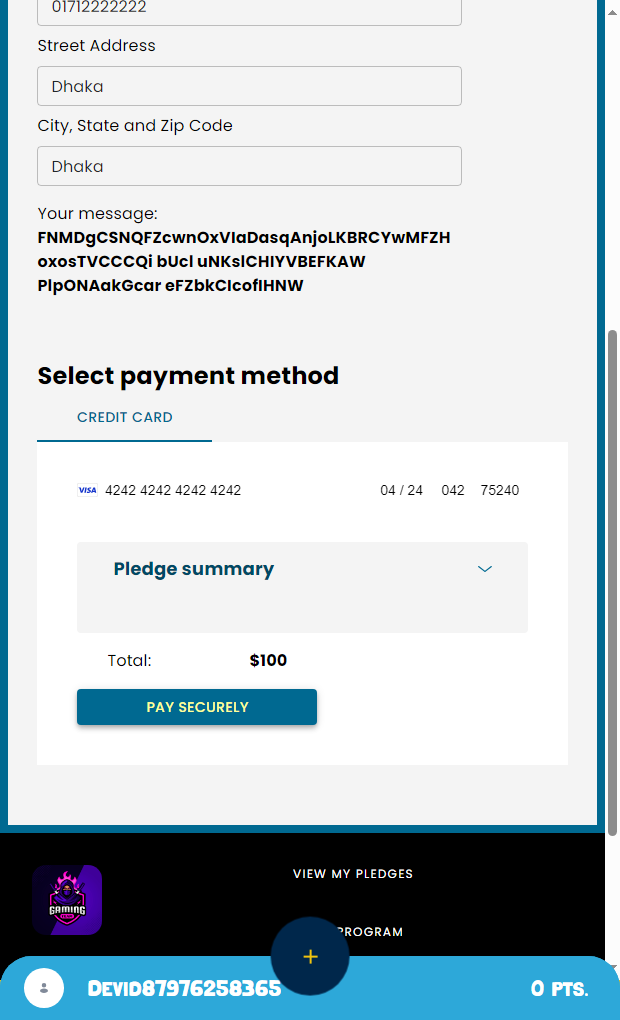 01712222222
Street Address
Dhaka
City, State and Zip Code
Dhaka
Your message:
FNMDgCSNQFZcwnOxVIaDasqAnjoLKBRCYwMFZH
oxosTVCCCQi bUcl uNKslCHIYVBEFKAW
PlpONAakGcar eFZbkCIcofIHNW
Select payment method
CREDIT CARD
VISA 4242 4242 4242 4242 04 / 24 042 75240
Pledge summary
Total: $100
PAY SECURELY
VIEW MY PLEDGES
GAMING
PROGRAM
+
Devid87976258365 0 PTS.